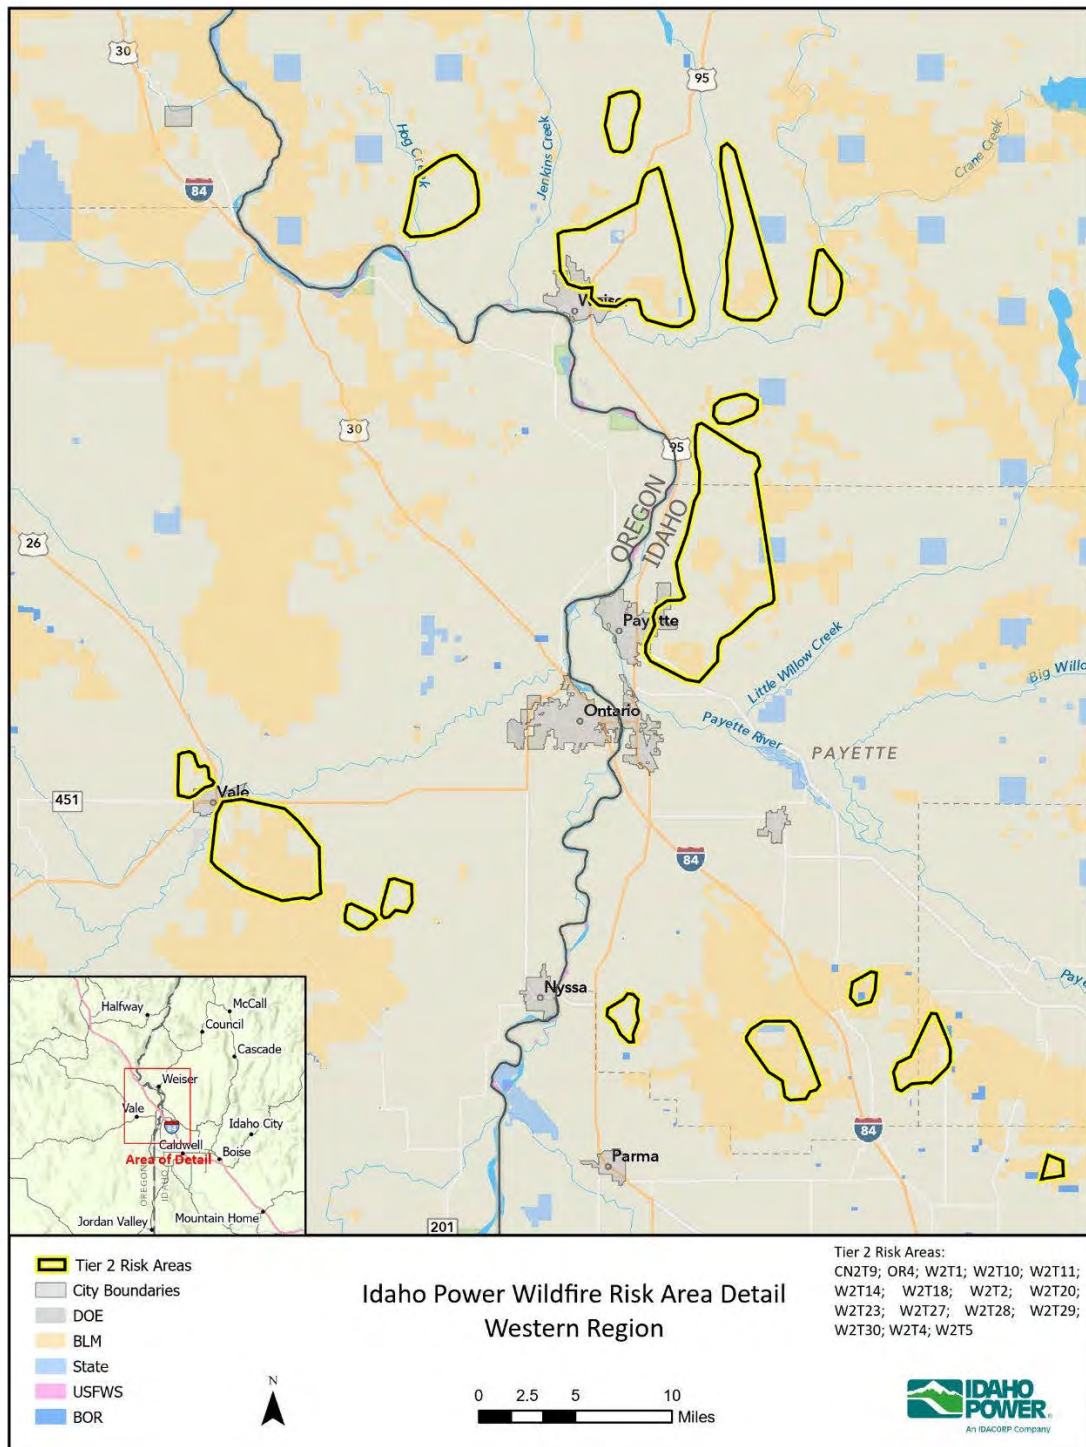 30
95
Hog Creek
Jenkins Creek
Crane Creek
84
Weiser
30
95
OREGON
IDAHO
26
Payette
Little Willow Creek
Big Willo
Ontario
Payette River
PAYETTE
451
Vale
84
Nyssa
Paye
84
Parma
201
Halfway
McCall
Council
Cascade
Weiser
Vale
Idaho City
Caldwell
Boise
Area of Detail
OREGON
IDAHO
Jordan Valley
Mountain Home
Tier 2 Risk Areas
City Boundaries
DOE
BLM
State
USFWS
BOR
N
Idaho Power Wildfire Risk Area Detail
Western Region
0 2.5 5 10
Miles
Tier 2 Risk Areas:
CN2T9; OR4; W2T1; W2T10; W2T11;
W2T14; W2T18; W2T2; W2T20;
W2T23; W2T27; W2T28; W2T29;
W2T30; W2T4; W2T5
IDAHO
POWER®
An IDACORP Company